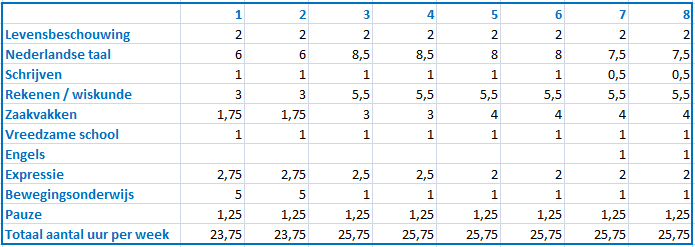 1 2 3 4 5 6 7 8
Levensbeschouwing 2 2 2 2 2 2 2 2
Nederlandse taal 6 6 8,5 8,5 8 8 7,5 7,5
Schrijven 1 1 1 1 1 1 0,5 0,5
Rekenen / wiskunde 3 3 5,5 5,5 5,5 5,5 5,5 5,5
Zaakvakken 1,75 1,75 3 3 4 4 4 4
Vreedzame school 1 1 1 1 1 1 1 1
Engels 1 1
Expressie 2,75 2,75 2,5 2,5 2 2 2 2
Bewegingsonderwijs 5 5 1 1 1 1 1 1
Pauze 1,25 1,25 1,25 1,25 1,25 1,25 1,25 1,25
Totaal aantal uur per week 23,75 23,75 25,75 25,75 25,75 25,75 25,75 25,75